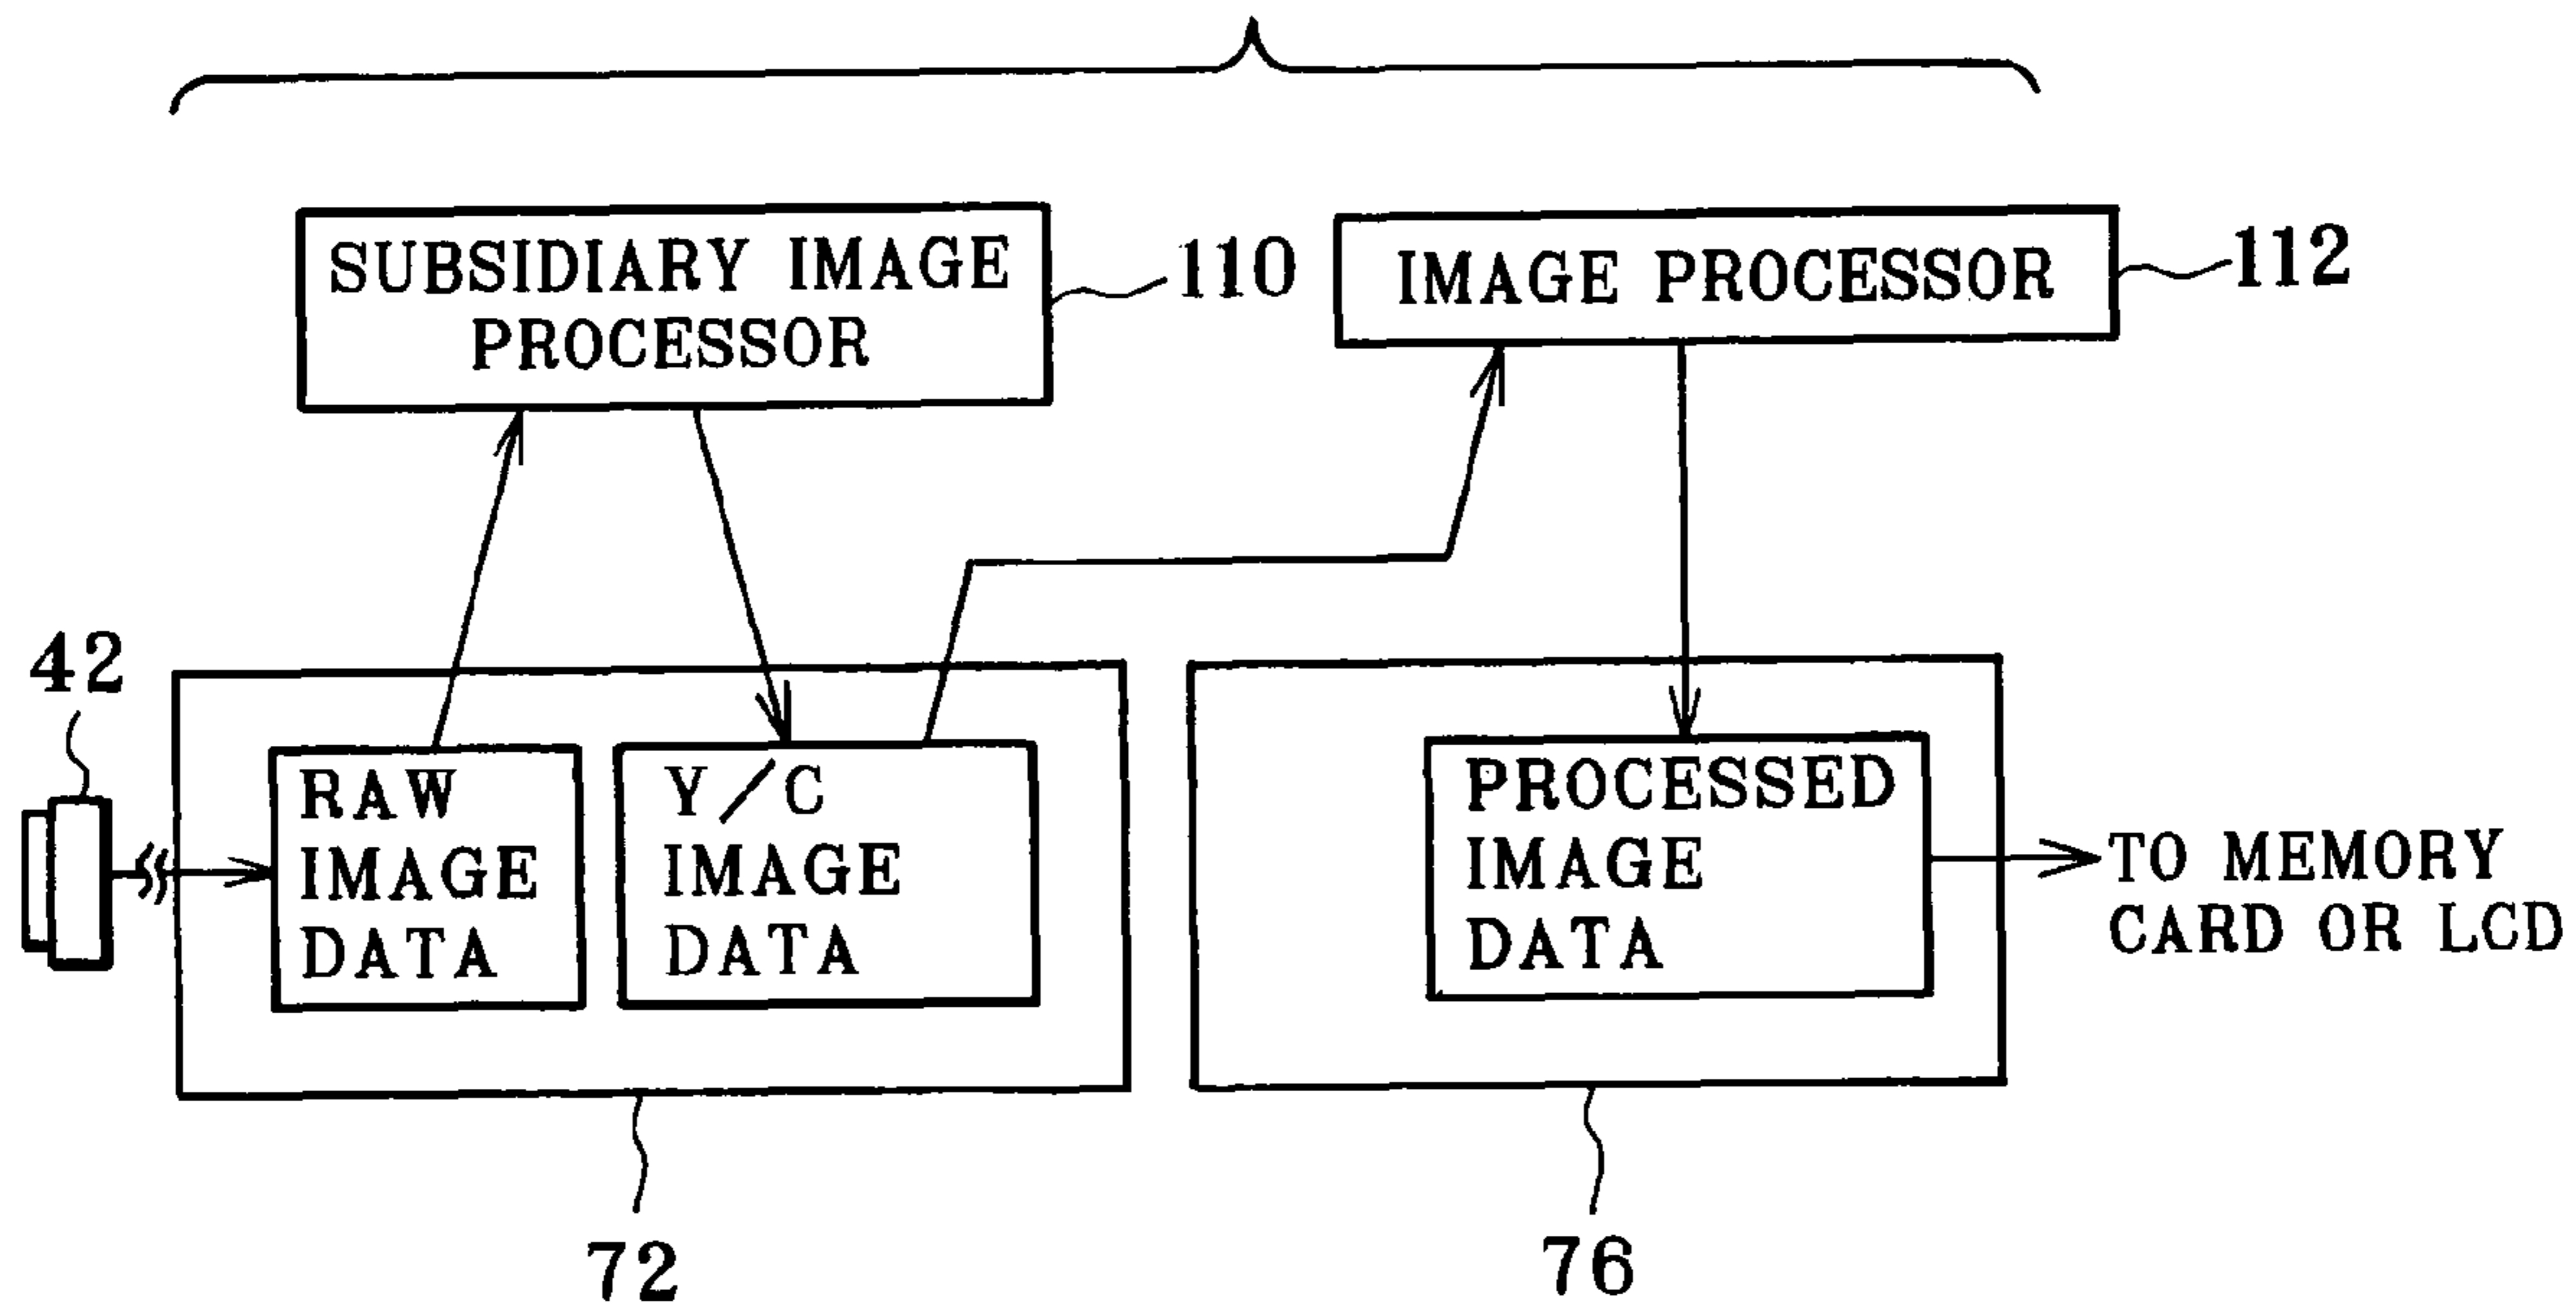 SUBSIDIARY IMAGE
PROCESSOR
110
IMAGE PROCESSOR
112
42
RAW
IMAGE
DATA
Y/C
IMAGE
DATA
PROCESSED
IMAGE
DATA
TO MEMORY
CARD OR LCD
72
76